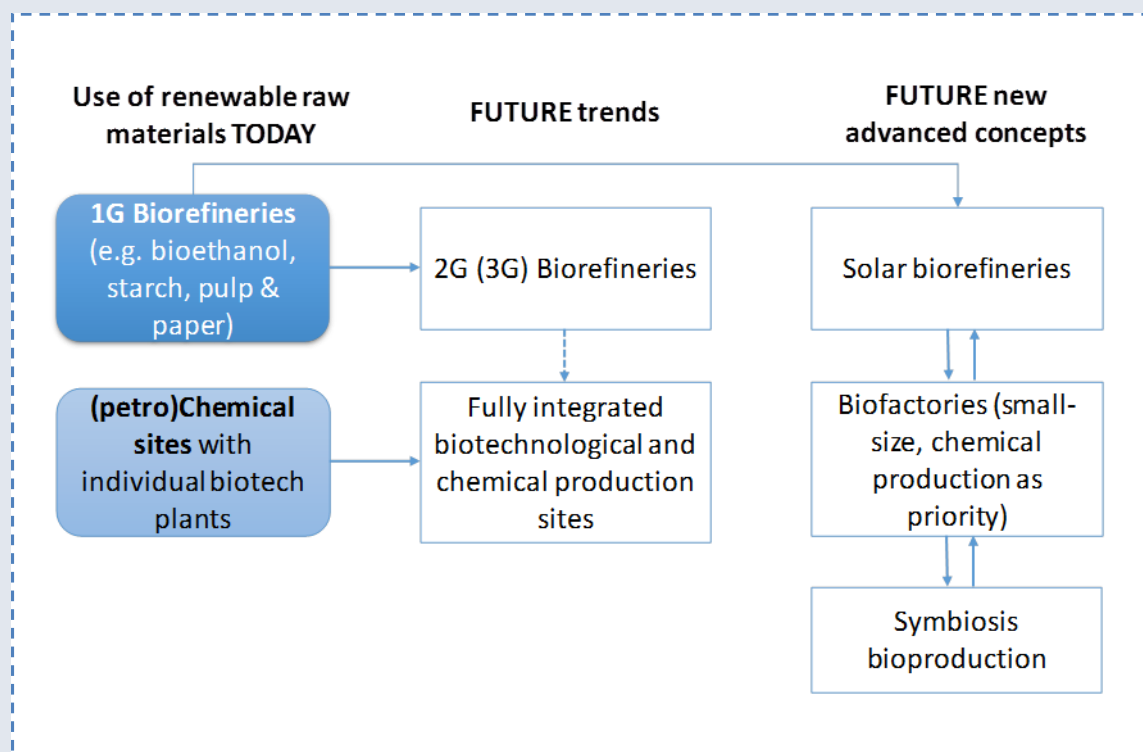 Use of renewable raw
materials TODAY
FUTURE trends
FUTURE new
advanced concepts
1G Biorefineries
(e.g. bioethanol,
starch, pulp &
paper)
2G (3G) Biorefineries
Solar biorefineries
(petro)Chemical
sites with
individual biotech
plants
Fully integrated
biotechnological and
chemical production
sites
Biofactories (small-
size, chemical
production as
priority)
Symbiosis
bioproduction